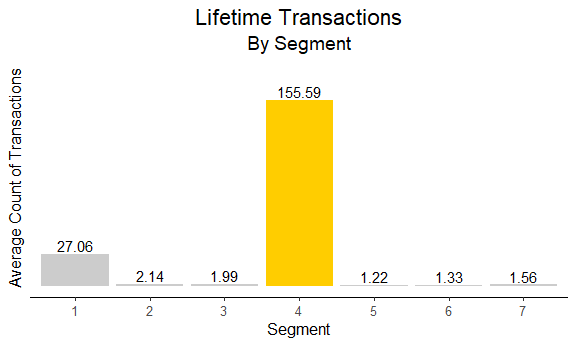 Lifetime Transactions
By Segment
Average Count of Transactions
155.59
27.06
2.14
1.99
1.22
1.33
1.56
1 2 3 4 5 6 7
Segment